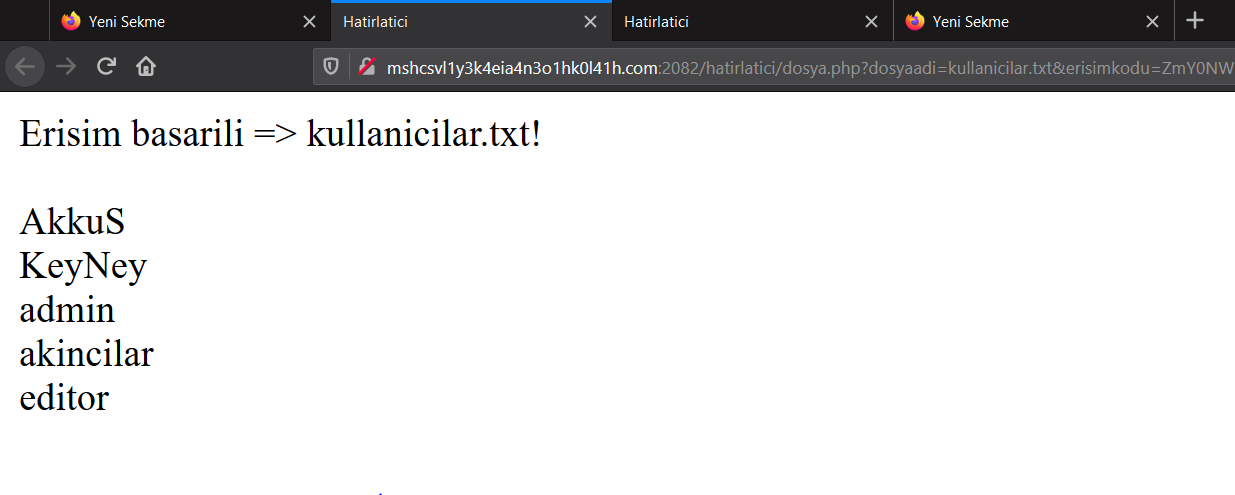 Yeni Sekme
Hatirlatici
Hatirlatici
Yeni Sekme
mshcsvl1y3k4eia4n3o1hk0l41h.com:2082/hatirlatici/dosya.php?dosyaadi=kullanicilar.txt&erisimkodu=ZmY0NW
Erisim basarili => kullanicilar.txt!
AkkuS
KeyNey
admin
akincilar
editor